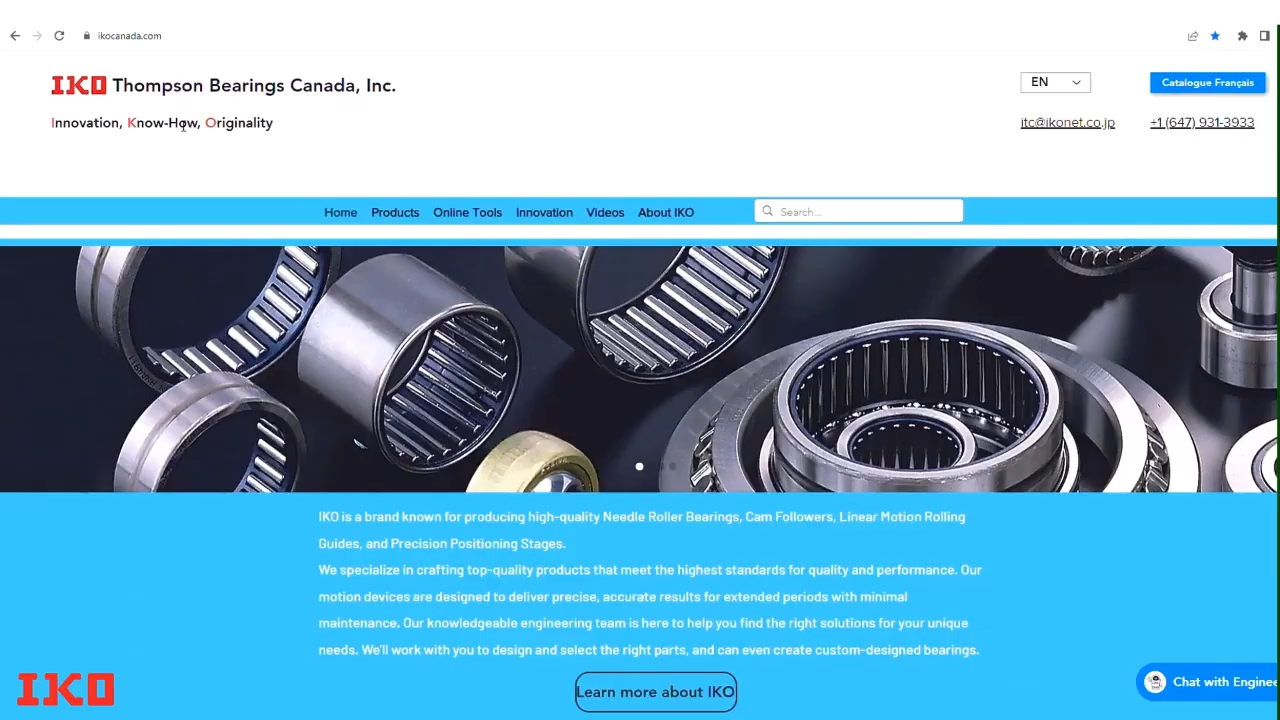 ikocanada.com
IKO Thompson Bearings Canada, Inc.
EN
Catalogue Français
Innovation, Know-How, Originality
itc@ikonet.co.jp
+1 (647) 931-3933
Home
Products
Online Tools
Innovation
Videos
About IKO
Search...
IKO is a brand known for producing high-quality Needle Roller Bearings, Cam Followers, Linear Motion Rolling
Guides, and Precision Positioning Stages.
We specialize in crafting top-quality products that meet the highest standards for quality and performance. Our
motion devices are designed to deliver precise, accurate results for extended periods with minimal
maintenance. Our knowledgeable engineering team is here to help you find the right solutions for your unique
needs. We'll work with you to design and select the right parts, and can even create custom-designed bearings.
Learn more about IKO
IKO
Chat with Enginee